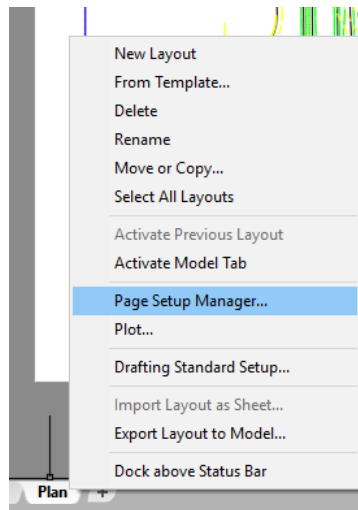 New Layout
From Template...
Delete
Rename
Move or Copy...
Select All Layouts
Activate Previous Layout
Activate Model Tab
Page Setup Manager...
Plot...
Drafting Standard Setup...
Import Layout as Sheet...
Export Layout to Model...
Dock above Status Bar
Plan +